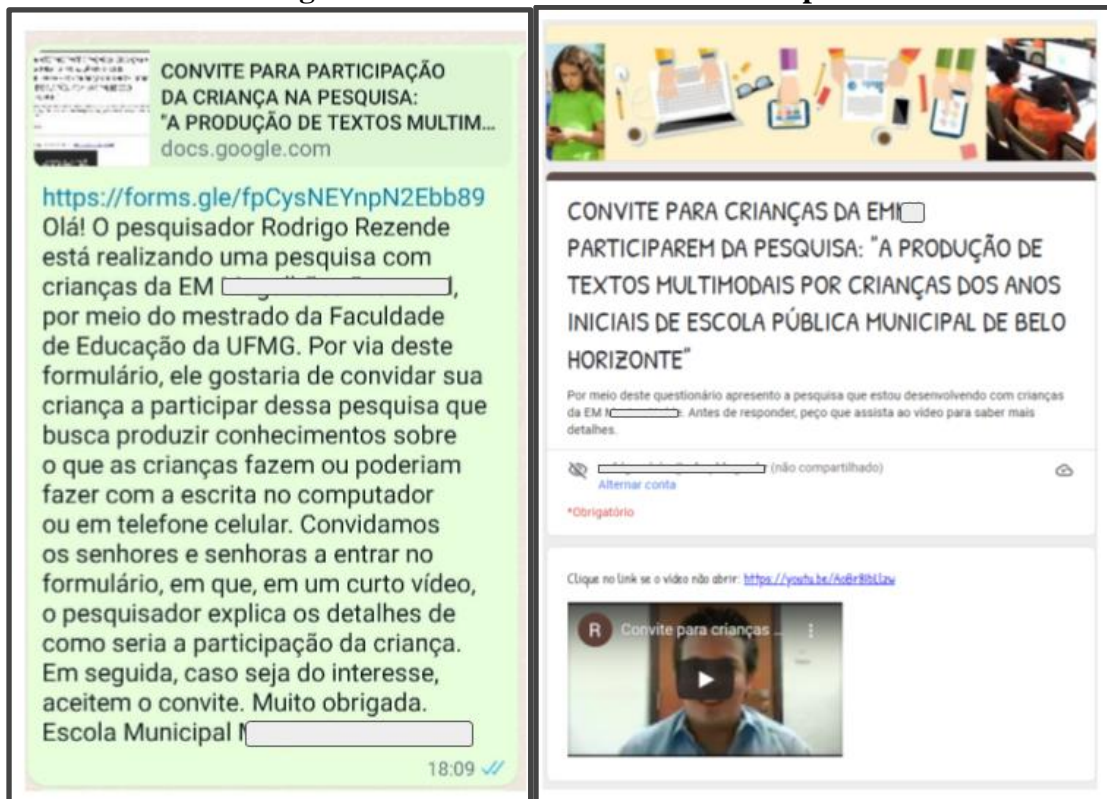 CONVITE PARA PARTICIPAÇÃO
DA CRIANÇA NA PESQUISA:
"A PRODUÇÃO DE TEXTOS MULTIM...
docs.google.com
https://forms.gle/fpCysNEYnpN2Ebb89
Olá! O pesquisador Rodrigo Rezende
está realizando uma pesquisa com
crianças da EM
por meio do mestrado da Faculdade
de Educação da UFMG. Por via deste
formulário, ele gostaria de convidar sua
criança a participar dessa pesquisa que
busca produzir conhecimentos sobre
o que as crianças fazem ou poderiam
fazer com a escrita no computador
ou em telefone celular. Convidamos
os senhores e senhoras a entrar no
formulário, em que, em um curto vídeo,
o pesquisador explica os detalhes de
como seria a participação da criança.
Em seguida, caso seja do interesse,
aceitem o convite. Muito obrigada.
Escola Municipal
18:09
CONVITE PARA CRIANÇAS DA
PARTICIPAREM DA PESQUISA: "A PRODUÇÃO DE
TEXTOS MULTIMODAIS POR CRIANÇAS DOS ANOS
INICIAIS DE ESCOLA PÚBLICA MUNICIPAL DE BELO
HORIZONTE"
Por meio deste questionário apresento a pesquisa que estou desenvolvendo com crianças
da EM Antes de responder, peço que assista ao vídeo para saber mais
detalhes.
(não compartilhado)
Alternar conta
*Obrigatório
Clique no link se o vídeo não abrir:
R Convite para crianças ...